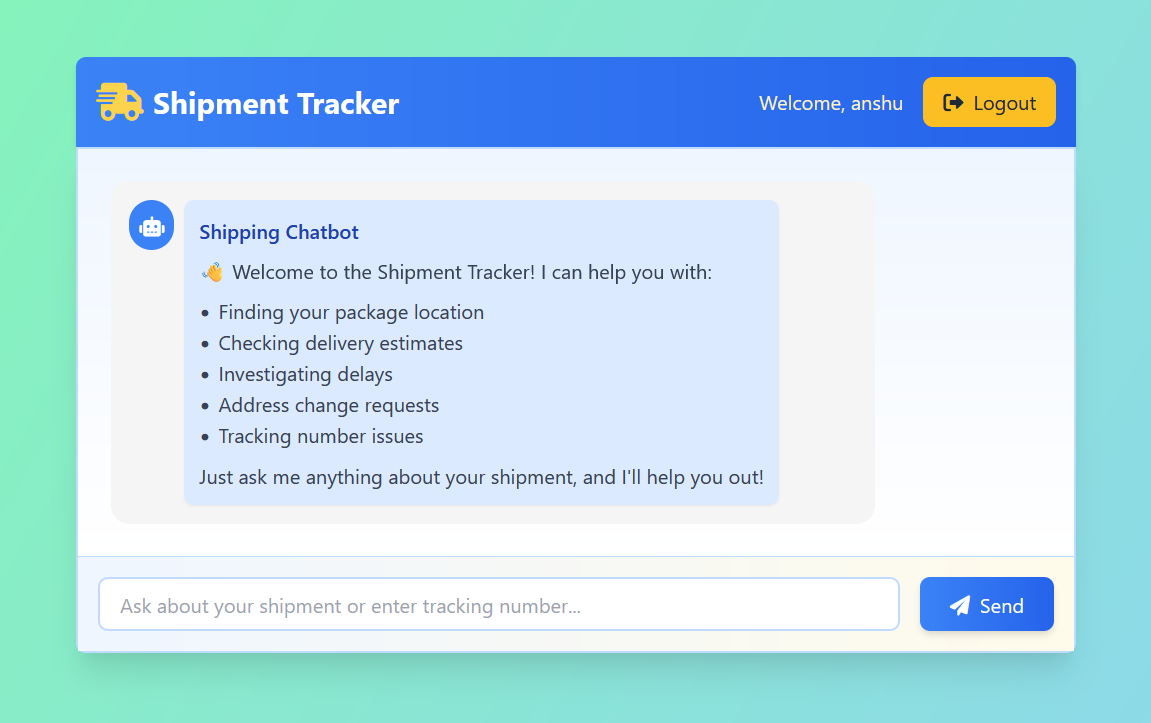 Shipment Tracker
Welcome, anshu
Logout
Shipping Chatbot
👋 Welcome to the Shipment Tracker! I can help you with:
• Finding your package location
• Checking delivery estimates
• Investigating delays
• Address change requests
• Tracking number issues
Just ask me anything about your shipment, and I'll help you out!
Ask about your shipment or enter tracking number...
Send